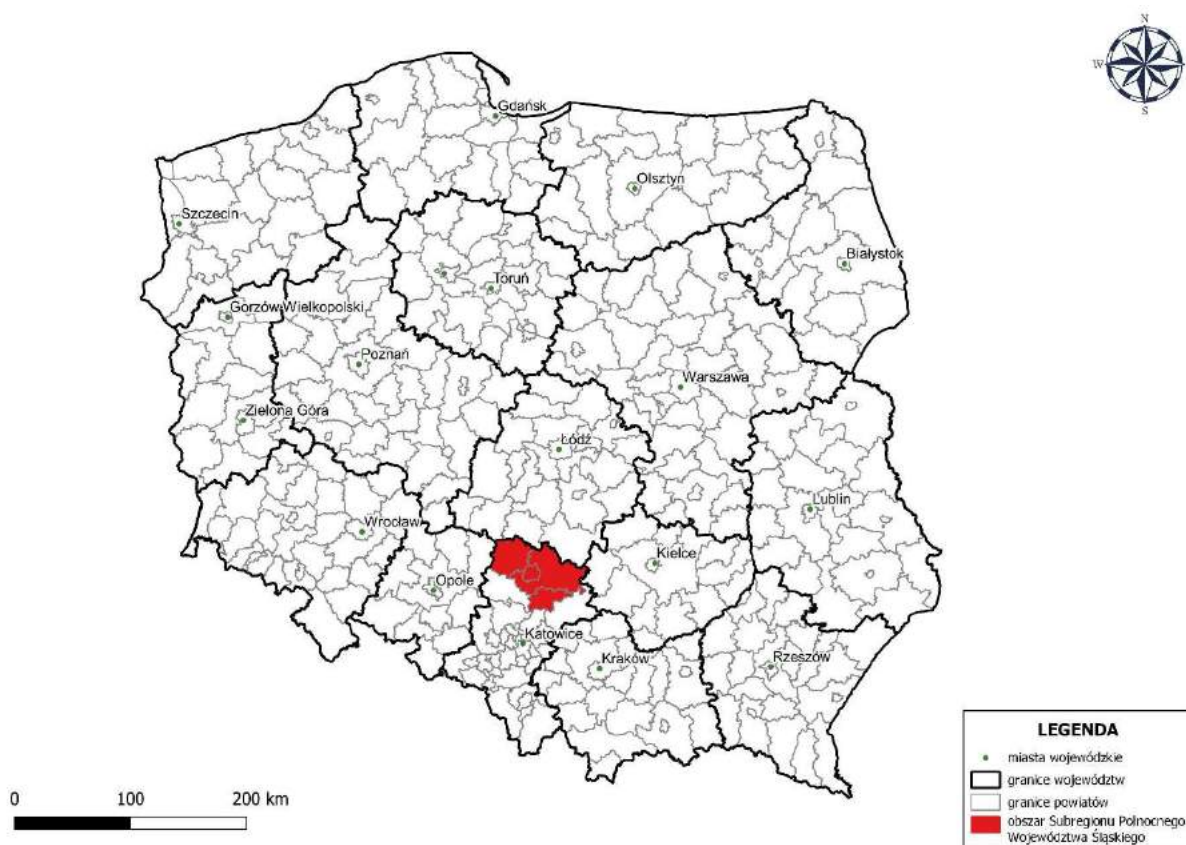 N
W
S
Gdańsk
Olsztyn
Szczecin
Białystok
Toruń
Gorzów Wielkopolski
Poznań
Warszawa
Zielona Góra
Łódź
Lublin
Wrocław
Kielce
Opole
Katowice
Kraków
Rzeszów
LEGENDA
miasta wojewódzkie
granice województw
granice powiatów
obszar Subregionu Północnego
Województwa Śląskiego
0 100 200 km